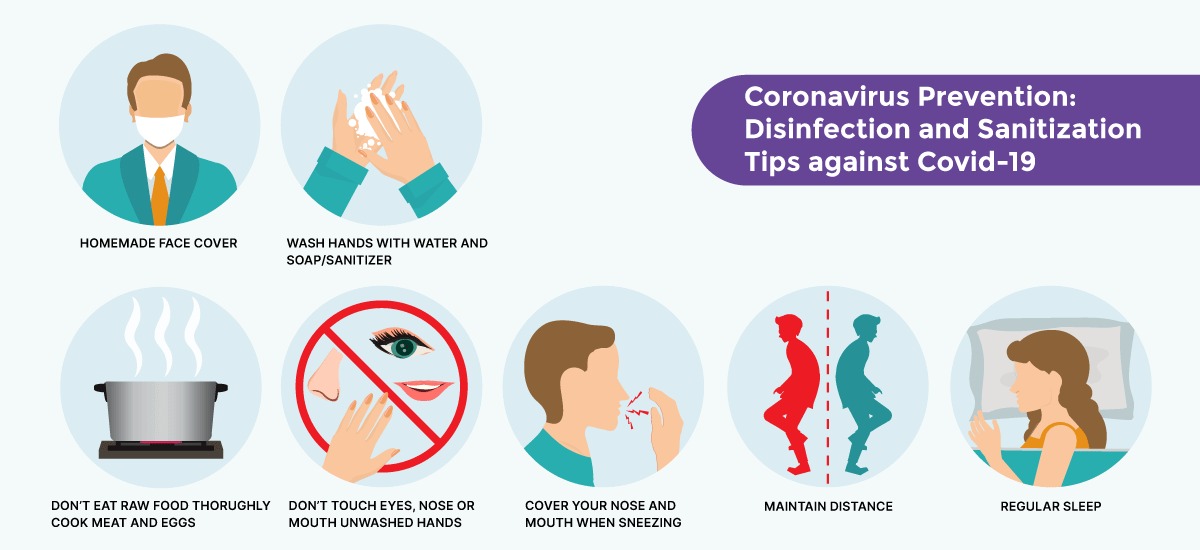 Coronavirus Prevention:
Disinfection and Sanitization
Tips against Covid-19
HOMEMADE FACE COVER
WASH HANDS WITH WATER AND
SOAP/SANITIZER
DON'T EAT RAW FOOD THORUGHLY
COOK MEAT AND EGGS
DON'T TOUCH EYES, NOSE OR
MOUTH UNWASHED HANDS
COVER YOUR NOSE AND
MOUTH WHEN SNEEZING
MAINTAIN DISTANCE
REGULAR SLEEP